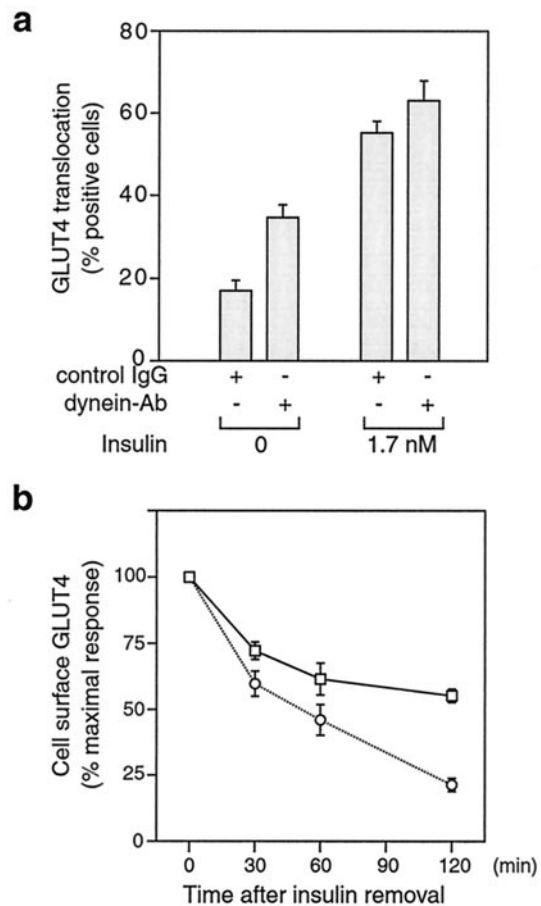 a
GLUT4 translocation
(% positive cells)
80
60
40
20
0
control IgG + - + -
dynein-Ab - + - +
Insulin 0 1.7 nM
b
Cell surface GLUT4
(% maximal response)
100
75
50
25
0
0 30 60 90 120 (min)
Time after insulin removal